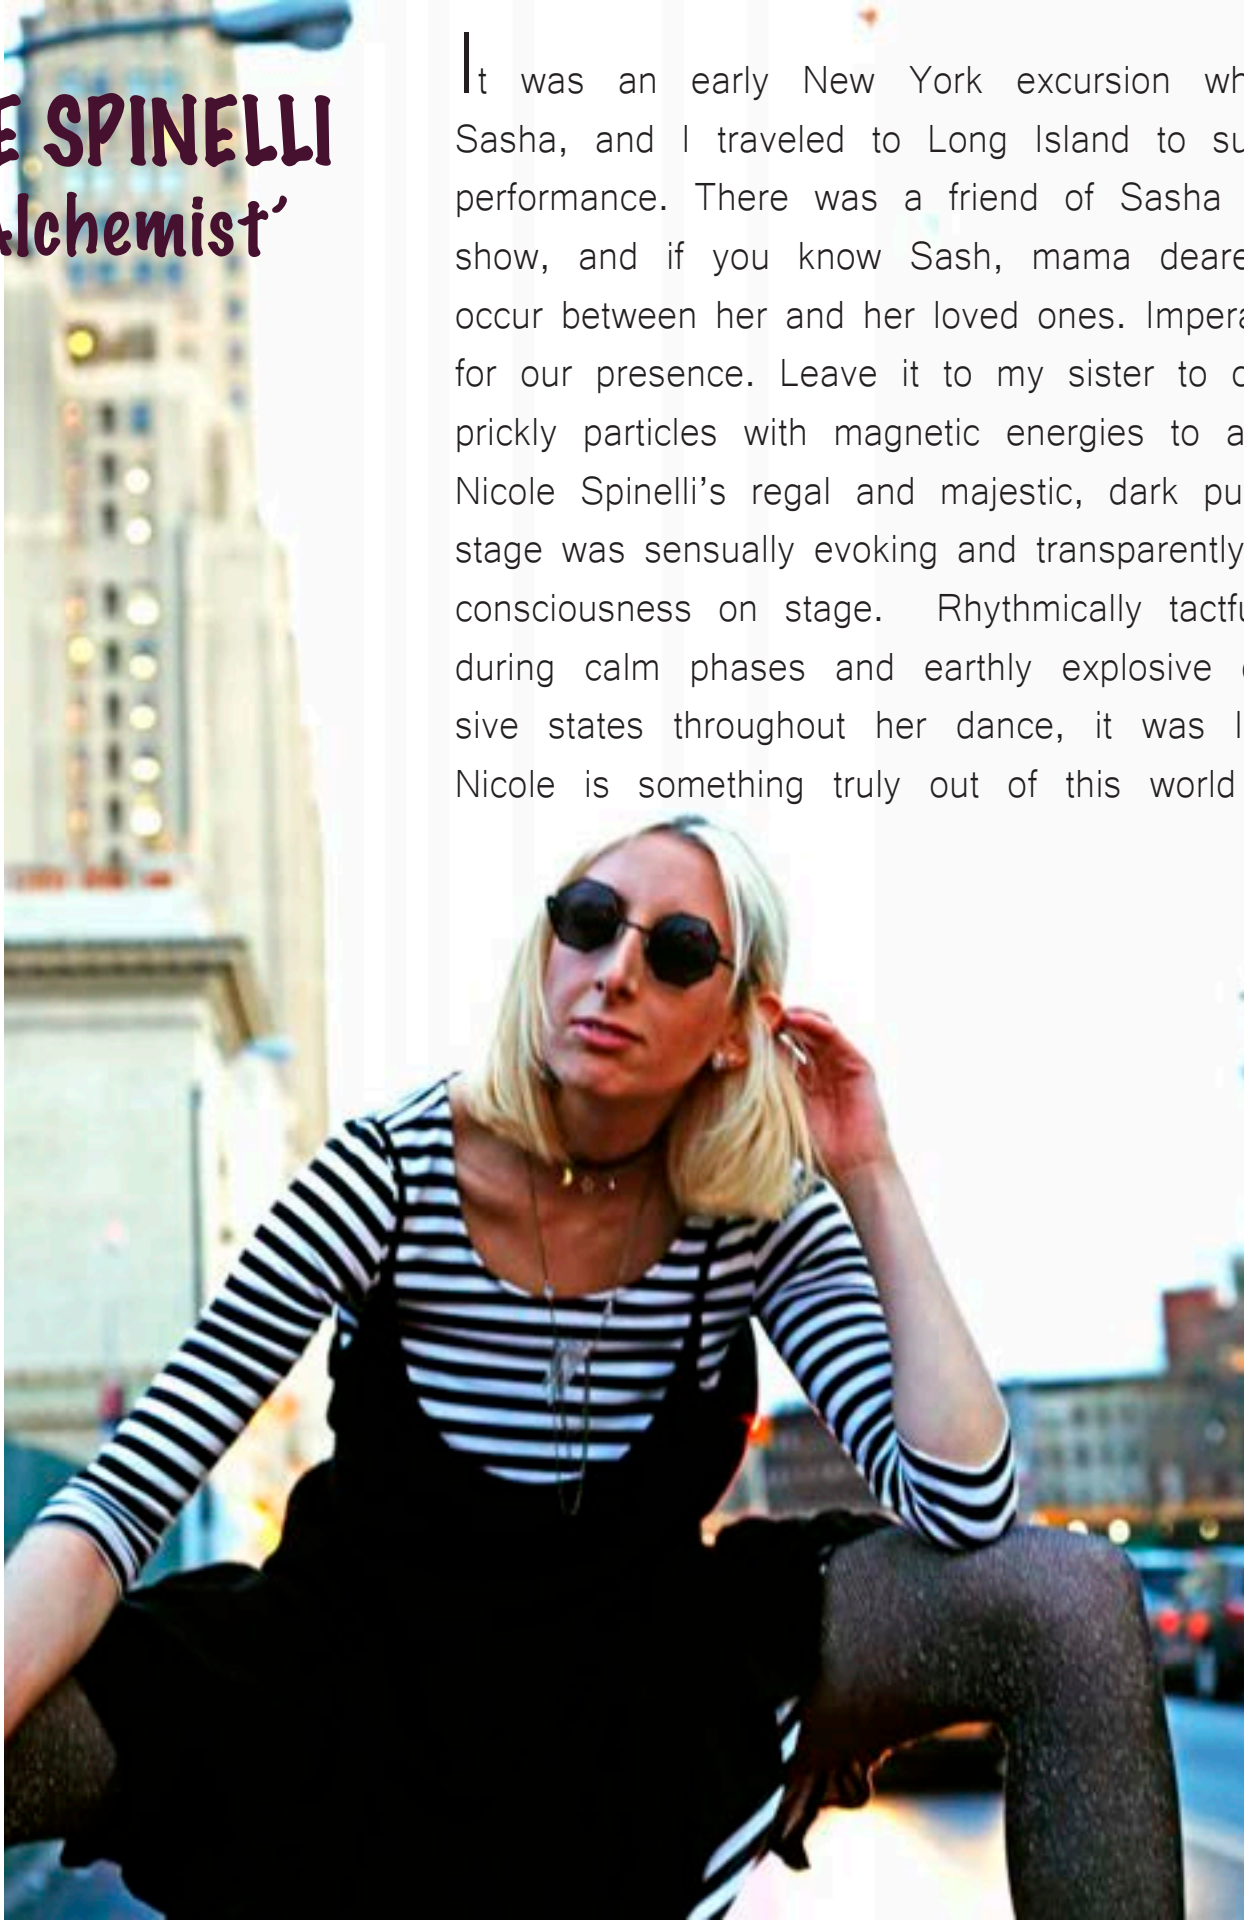 E SPINELLI
Alchemist’
It was an early New York excursion wh
Sasha, and I traveled to Long Island to su
performance. There was a friend of Sasha
show, and if you know Sash, mama deare
occur between her and her loved ones. Impera
for our presence. Leave it to my sister to c
prickly particles with magnetic energies to a
Nicole Spinelli’s regal and majestic, dark pu
stage was sensually evoking and transparently
consciousness on stage. Rhythmically tactfu
during calm phases and earthly explosive
sive states throughout her dance, it was l
Nicole is something truly out of this world